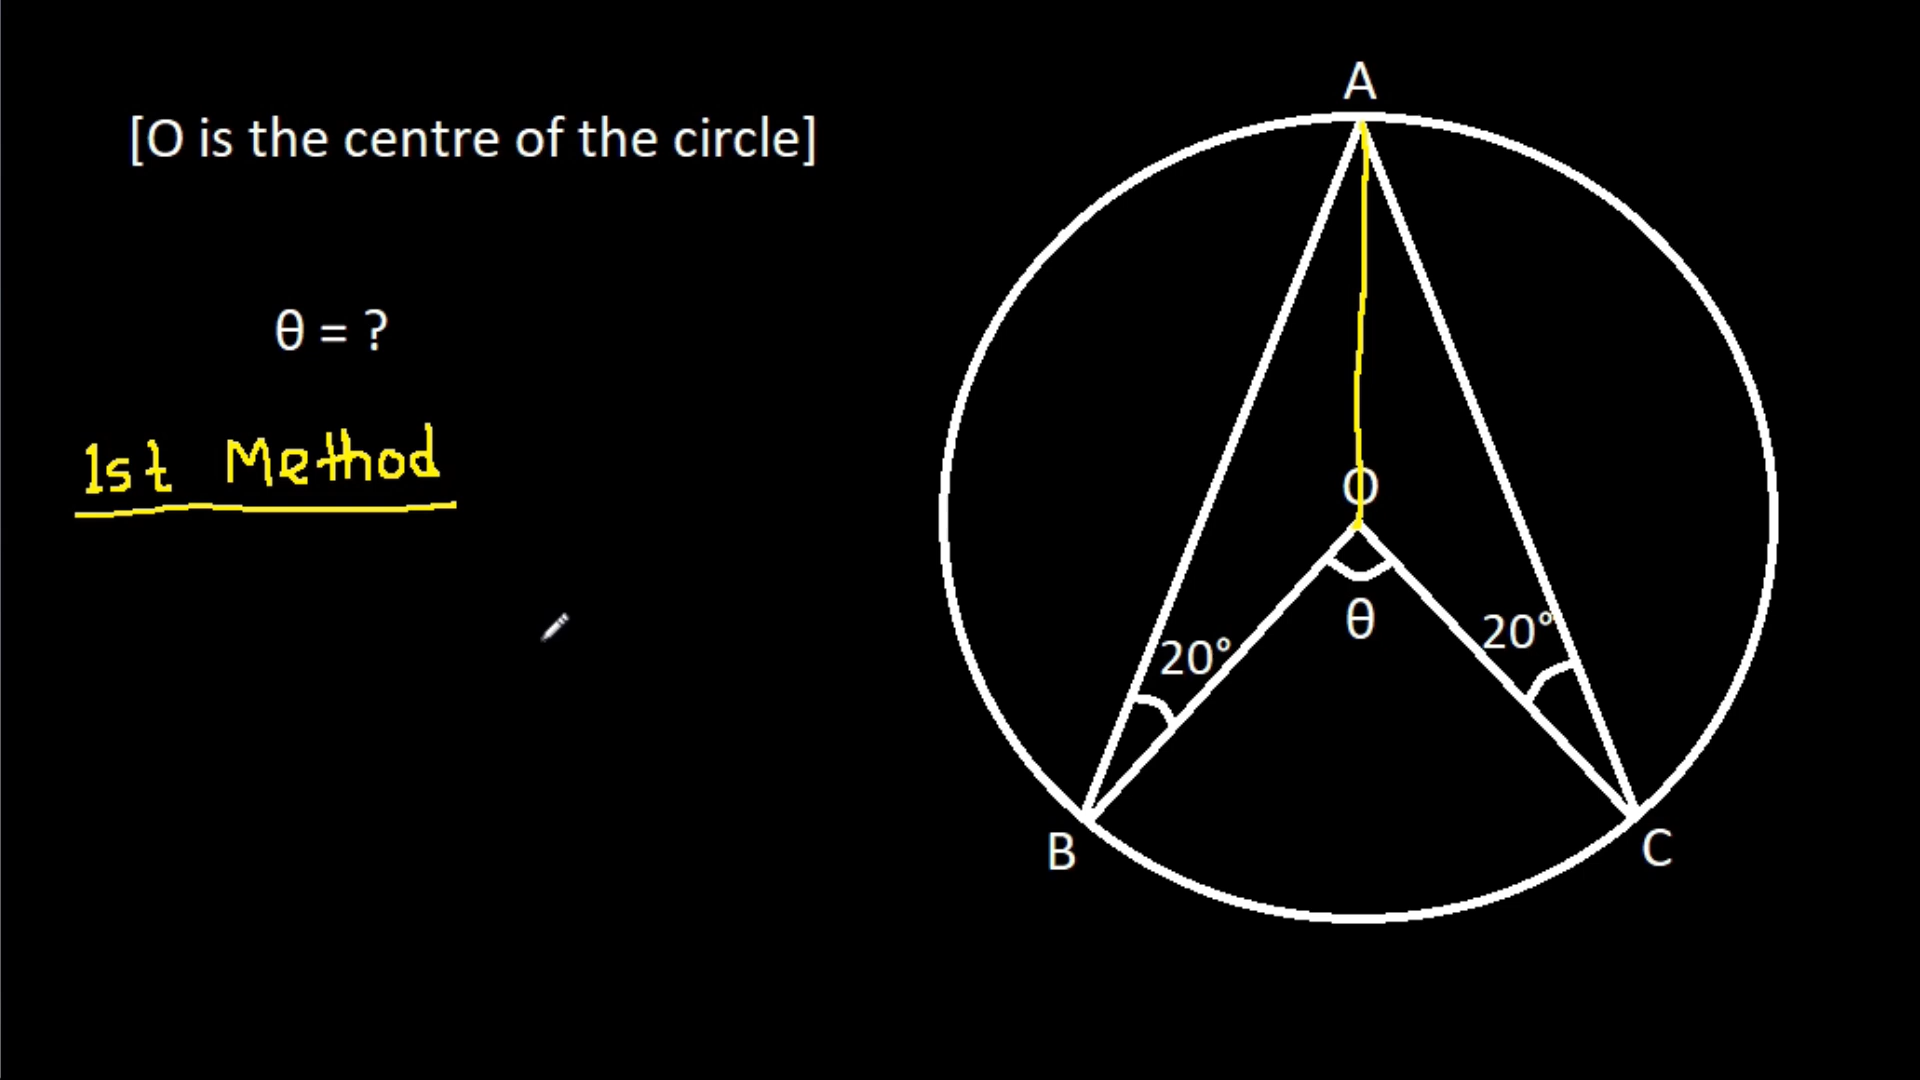 [O is the centre of the circle]
θ = ?
1st Method
A
O
θ
20°
20°
B
C